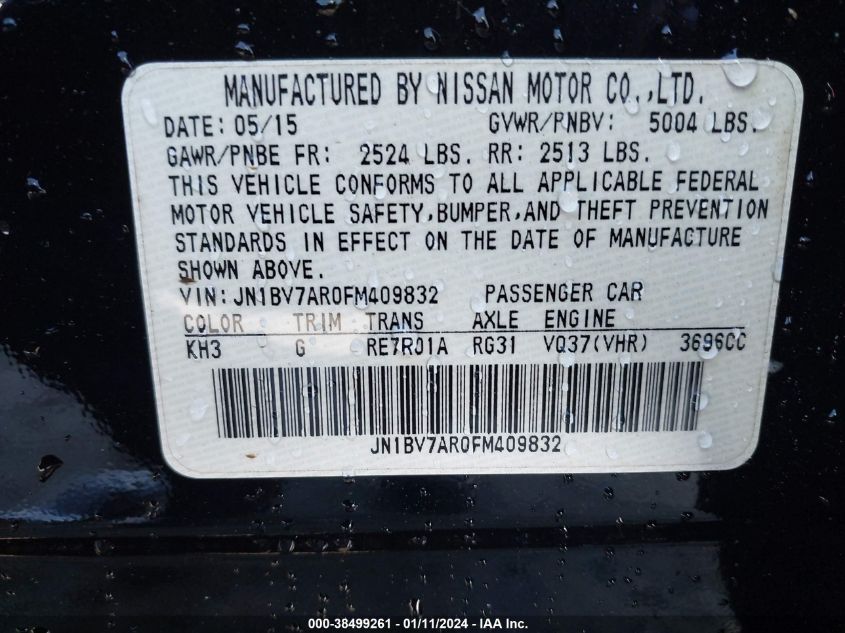 MANUFACTURED BY NISSAN MOTOR CO.,LTD.
DATE: 05/15 GVWR/PNBV: 5004 LBS.
GAWR/PNBE FR: 2524 LBS. RR: 2513 LBS.
THIS VEHICLE CONFORMS TO ALL APPLICABLE FEDERAL
MOTOR VEHICLE SAFETY,BUMPER,AND THEFT PREVENTION
STANDARDS IN EFFECT ON THE DATE OF MANUFACTURE
SHOWN ABOVE.
VIN: JN1BV7AR0FM409832 PASSENGER CAR
COLOR TRIM TRANS AXLE ENGINE
KH3 G RE7R01A RG31 VQ37(VHR) 3696CC
JN1BV7AR0FM409832
000-38499261 - 01/11/2024 - IAA Inc.